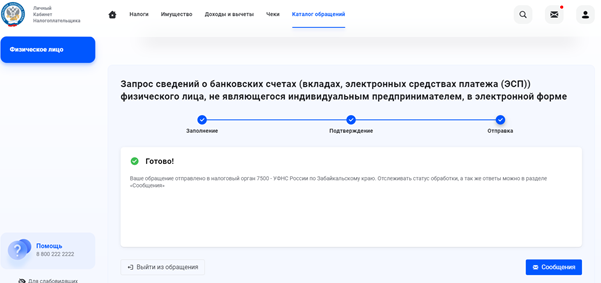 Личный
Кабинет
Налогоплательщика
Налоги Имущество Доходы и вычеты Чеки Каталог обращений
Физическое лицо
Запрос сведений о банковских счетах (вкладах, электронных средствах платежа (ЭСП))
физического лица, не являющегося индивидуальным предпринимателем, в электронной форме
Заполнение Подтверждение Отправка
Готово!
Ваше обращение отправлено в налоговый орган 7500 - УФНС России по Забайкальскому краю. Отслеживать статус обработки, а так же ответы можно в разделе
«Сообщения»
Помощь
8 800 222 2222
Выйти из обращения Сообщения
Для слабовидящих